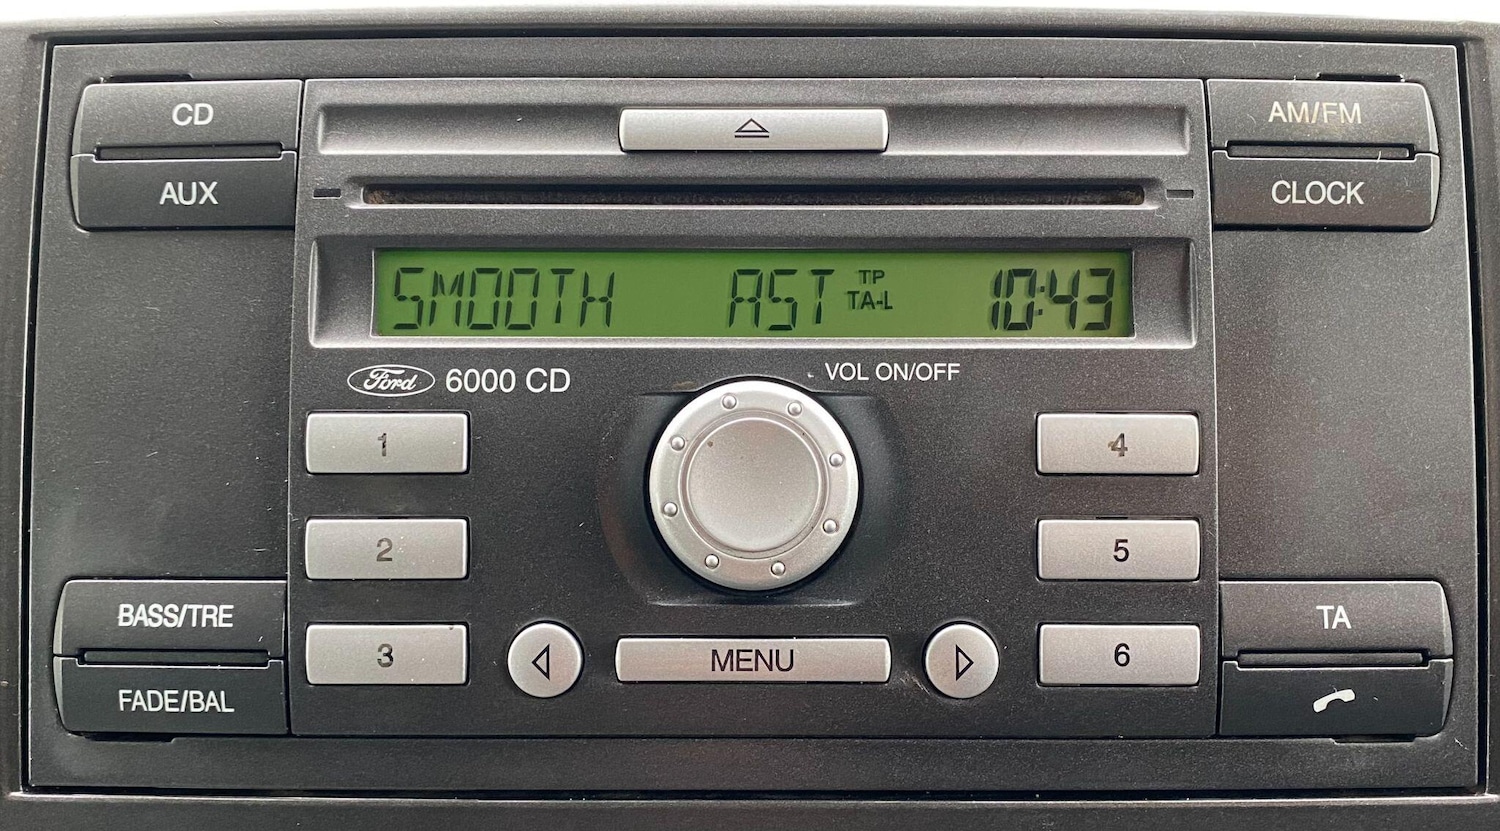 CD
AM/FM
AUX
CLOCK
SMOOTH AST TP TA-L 10:43
Ford 6000 CD
VOL ON/OFF
1
4
2
5
BASS/TRE
TA
3
MENU
6
FADE/BAL